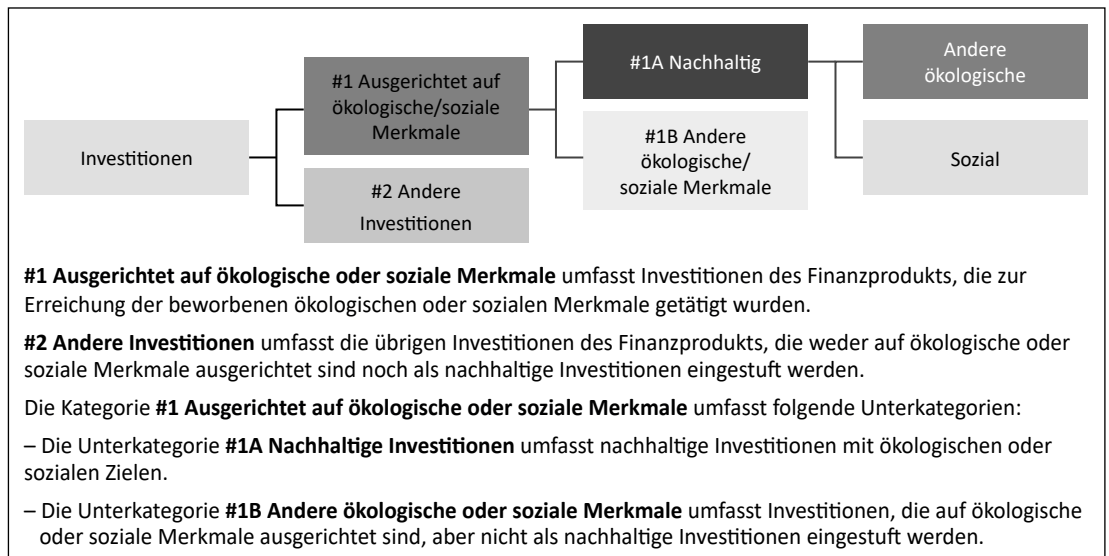 Investitionen
#1 Ausgerichtet auf
ökologische/soziale
Merkmale
#2 Andere
Investitionen
#1A Nachhaltig
#1B Andere
ökologische/
soziale Merkmale
Andere
ökologische
Sozial
#1 Ausgerichtet auf ökologische oder soziale Merkmale umfasst Investitionen des Finanzprodukts, die zur
Erreichung der beworbenen ökologischen oder sozialen Merkmale getätigt wurden.
#2 Andere Investitionen umfasst die übrigen Investitionen des Finanzprodukts, die weder auf ökologische oder
soziale Merkmale ausgerichtet sind noch als nachhaltige Investitionen eingestuft werden.
Die Kategorie #1 Ausgerichtet auf ökologische oder soziale Merkmale umfasst folgende Unterkategorien:
– Die Unterkategorie #1A Nachhaltige Investitionen umfasst nachhaltige Investitionen mit ökologischen oder
sozialen Zielen.
– Die Unterkategorie #1B Andere ökologische oder soziale Merkmale umfasst Investitionen, die auf ökologische
oder soziale Merkmale ausgerichtet sind, aber nicht als nachhaltige Investitionen eingestuft werden.